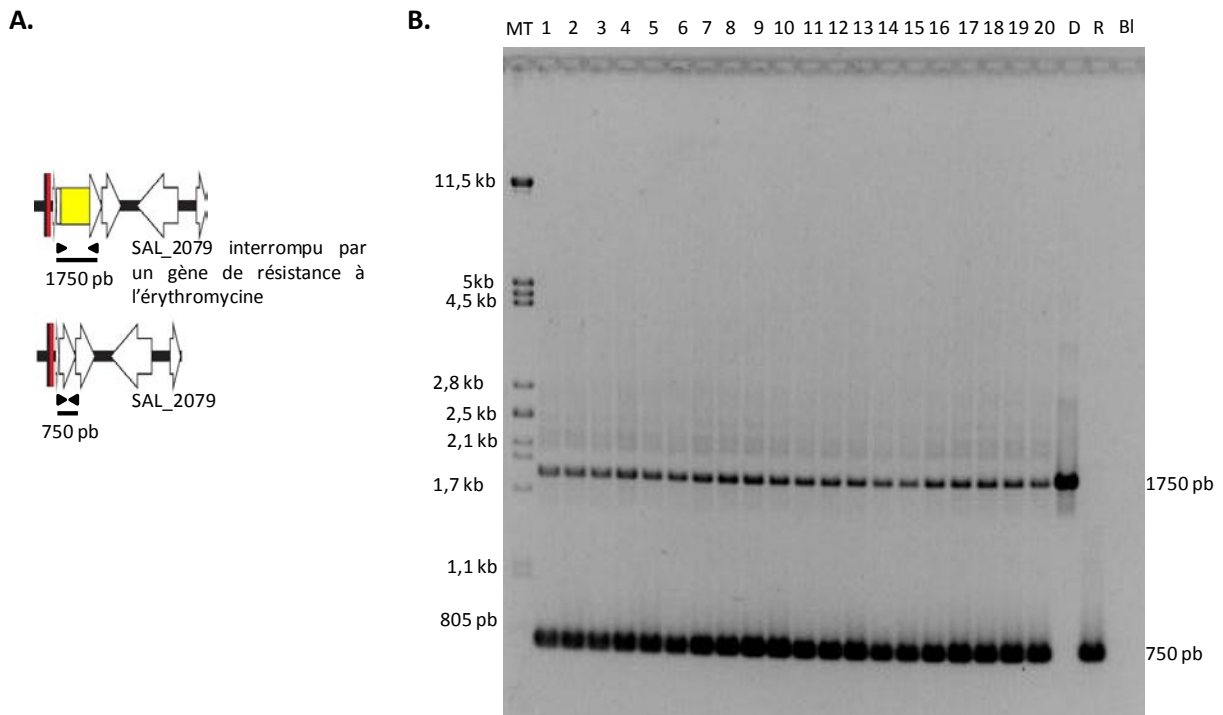 A.
SAL_2079 interrompu par
un gène de résistance à
l'érythromycine
1750 pb
SAL_2079
750 pb
B.
MT 1 2 3 4 5 6 7 8 9 10 11 12 13 14 15 16 17 18 19 20 D R Bl
11,5 kb
5kb
4,5 kb
2,8 kb
2,5 kb
2,1 kb
1,7 kb
1,1 kb
805 pb
1750 pb
750 pb